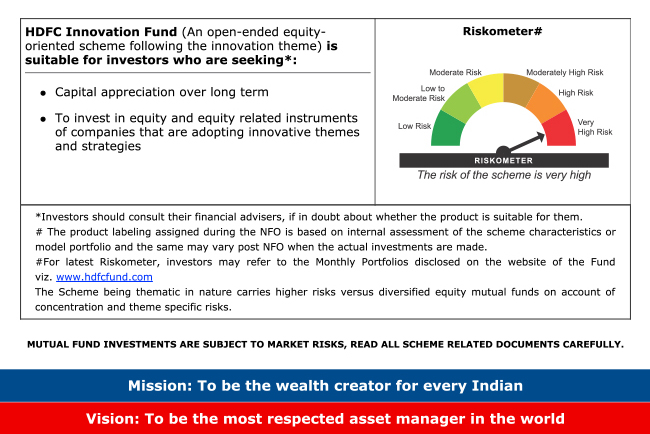 HDFC Innovation Fund (An open-ended equity-
oriented scheme following the innovation theme) is
suitable for investors who are seeking*:
● Capital appreciation over long term
● To invest in equity and equity related instruments
of companies that are adopting innovative themes
and strategies
Riskometer#
Moderate Risk
Moderately High Risk
Low to
Moderate Risk
High Risk
Low Risk
Very
High Risk
RISKOMETER
The risk of the scheme is very high
*Investors should consult their financial advisers, if in doubt about whether the product is suitable for them.
# The product labeling assigned during the NFO is based on internal assessment of the scheme characteristics or
model portfolio and the same may vary post NFO when the actual investments are made.
#For latest Riskometer, investors may refer to the Monthly Portfolios disclosed on the website of the Fund
viz. www.hdfcfund.com
The Scheme being thematic in nature carries higher risks versus diversified equity mutual funds on account of
concentration and theme specific risks.
MUTUAL FUND INVESTMENTS ARE SUBJECT TO MARKET RISKS, READ ALL SCHEME RELATED DOCUMENTS CAREFULLY.
Mission: To be the wealth creator for every Indian
Vision: To be the most respected asset manager in the world